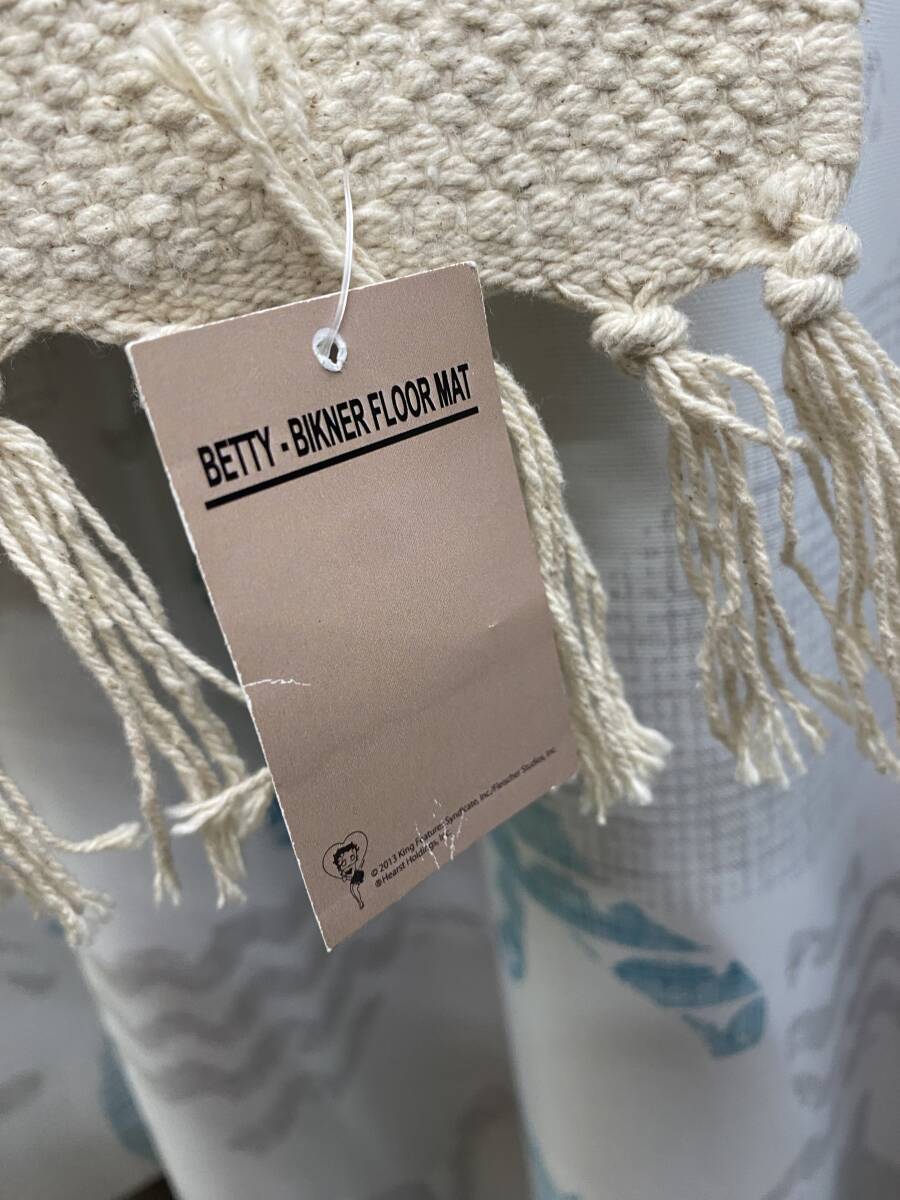 BETTY - BIKNER FLOOR MAT
© 2013 King Features Syndicate, Inc./Fleischer Studios, Inc
®Hearst Holdings, Inc.